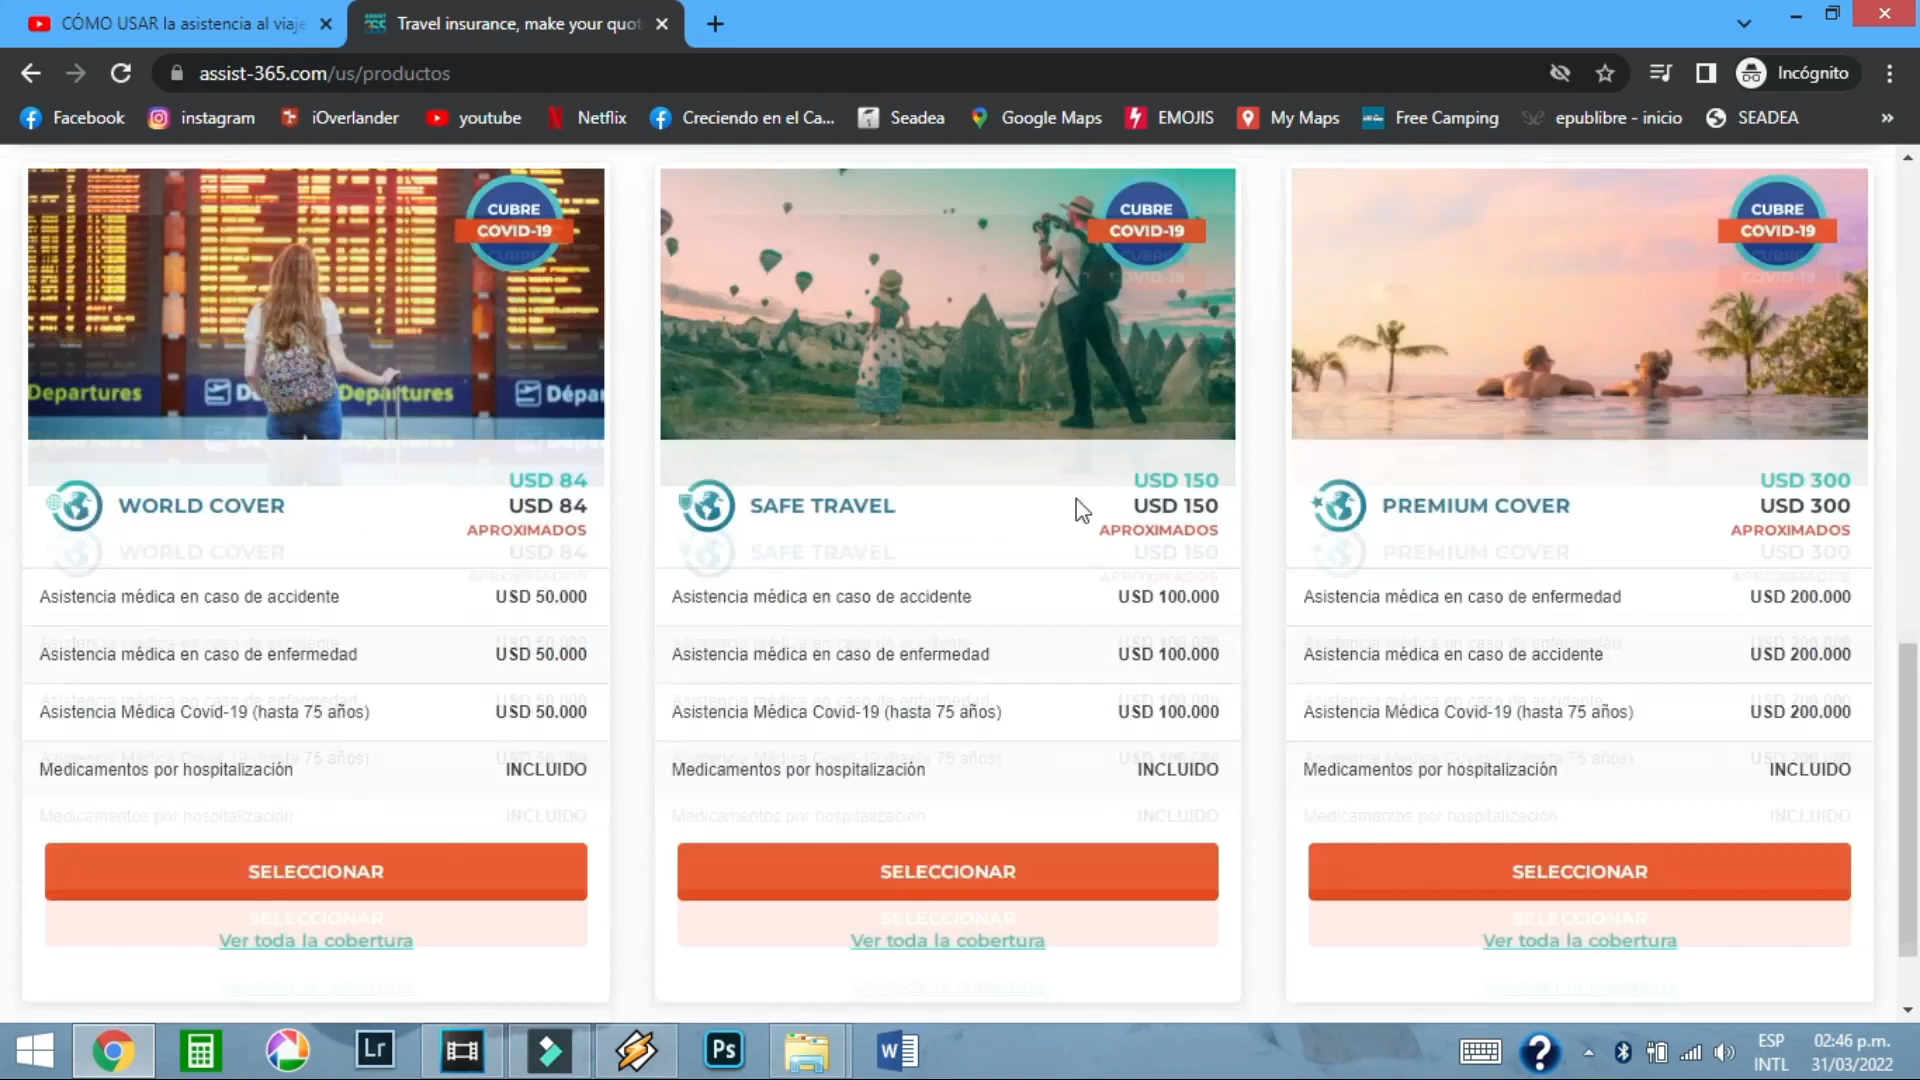 CÓMO USAR la asistencia al viaje
Travel insurance, make your quot
assist-365.com/us/productos
Incógnito
Facebook
instagram
iOverlander
youtube
Netflix
Creciendo en el Ca...
Seadea
Google Maps
EMOJIS
My Maps
Free Camping
epublibre - inicio
SEADEA
»
CUBRE
COVID-19
Departures
Departures
Dépa
WORLD COVER
USD 84
USD 84
APROXIMADOS
Asistencia médica en caso de accidente USD 50.000
Asistencia médica en caso de enfermedad USD 50.000
Asistencia Médica Covid-19 (hasta 75 años) USD 50.000
Medicamentos por hospitalización INCLUIDO
SELECCIONAR
Ver toda la cobertura
CUBRE
COVID-19
SAFE TRAVEL
USD 150
USD 150
APROXIMADOS
Asistencia médica en caso de accidente USD 100.000
Asistencia médica en caso de enfermedad USD 100.000
Asistencia Médica Covid-19 (hasta 75 años) USD 100.000
Medicamentos por hospitalización INCLUIDO
SELECCIONAR
Ver toda la cobertura
CUBRE
COVID-19
PREMIUM COVER
USD 300
USD 300
APROXIMADOS
Asistencia médica en caso de enfermedad USD 200.000
Asistencia médica en caso de accidente USD 200.000
Asistencia Médica Covid-19 (hasta 75 años) USD 200.000
Medicamentos por hospitalización INCLUIDO
SELECCIONAR
Ver toda la cobertura
Lr
Ps
W
?
ESP
INTL
02:46 p.m.
31/03/2022